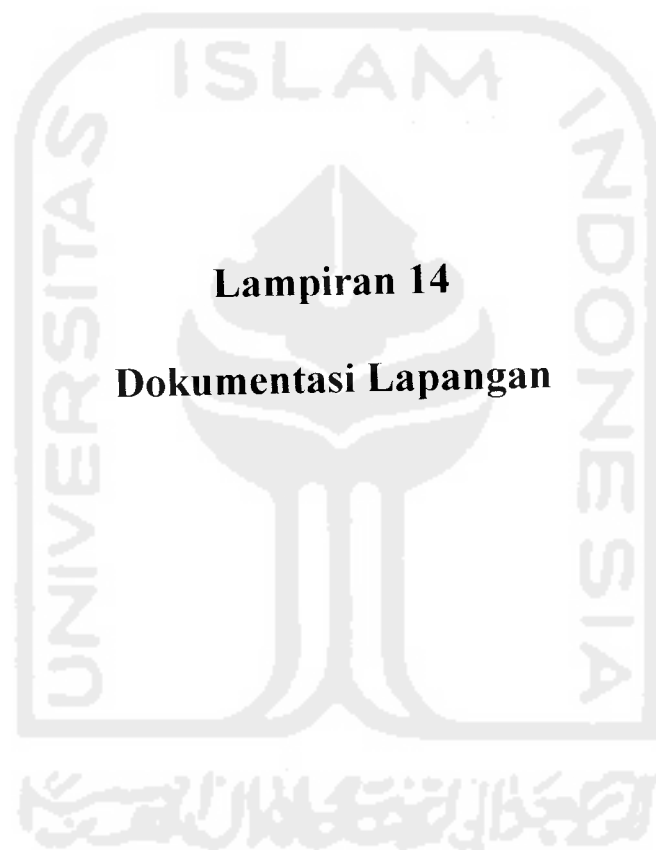 ISLAM
UNIVERSITAS
INDONESIA
Lampiran 14
Dokumentasi Lapangan